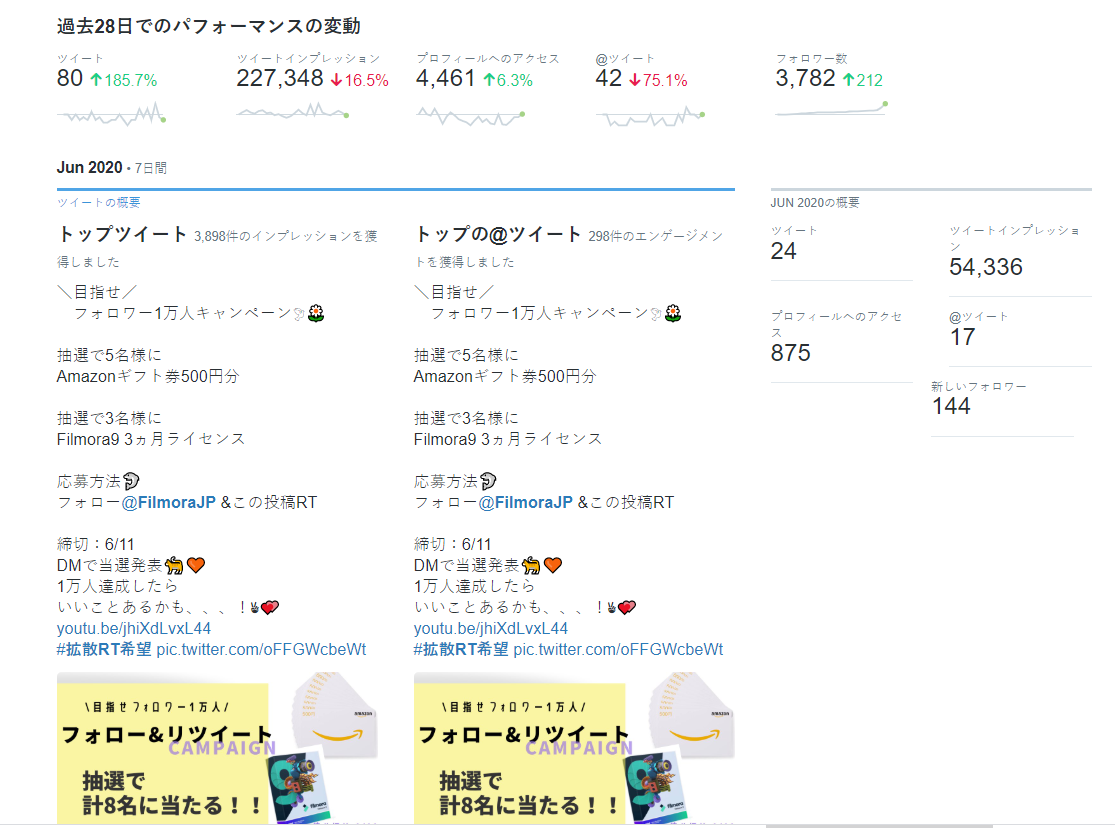 過去28日でのパフォーマンスの変動
ツイート
80 ↑185.7%
ツイートインプレッション
227,348 ↓16.5%
プロフィールへのアクセス
4,461 ↑6.3%
@ツイート
42 ↓75.1%
フォロワー数
3,782 ↑212
Jun 2020 • 7日間
ツイートの概要
トップツイート 3,898件のインプレッションを獲
得しました
＼目指せ／
フォロワー1万人キャンペーン🕊🌼
抽選で5名様に
Amazonギフト券500円分
抽選で3名様に
Filmora9 3ヵ月ライセンス
応募方法
フォロー@FilmoraJP &この投稿RT
締切：6/11
DMで当選発表🐈🧡
1万人達成したら
いいことあるかも、、、！✌💕
youtu.be/jhiXdLvxL44
#拡散RT希望 pic.twitter.com/oFFGWcbeWt
\目指せフォロワー1万人/
フォロー&リツイート
CAMPAIGN
抽選で
計8名に当たる！！
amazon
filmora
トップの@ツイート 298件のエンゲージメン
トを獲得しました
＼目指せ／
フォロワー1万人キャンペーン🕊🌼
抽選で5名様に
Amazonギフト券500円分
抽選で3名様に
Filmora9 3ヵ月ライセンス
応募方法
フォロー@FilmoraJP &この投稿RT
締切：6/11
DMで当選発表🐈🧡
1万人達成したら
いいことあるかも、、、！✌💕
youtu.be/jhiXdLvxL44
#拡散RT希望 pic.twitter.com/oFFGWcbeWt
\目指せフォロワー1万人/
フォロー&リツイート
CAMPAIGN
抽選で
計8名に当たる！！
amazon
filmora
JUN 2020の概要
ツイート
24
ツイートインプレッショ
ン
54,336
プロフィールへのアクセ
ス
875
@ツイート
17
新しいフォロワー
144